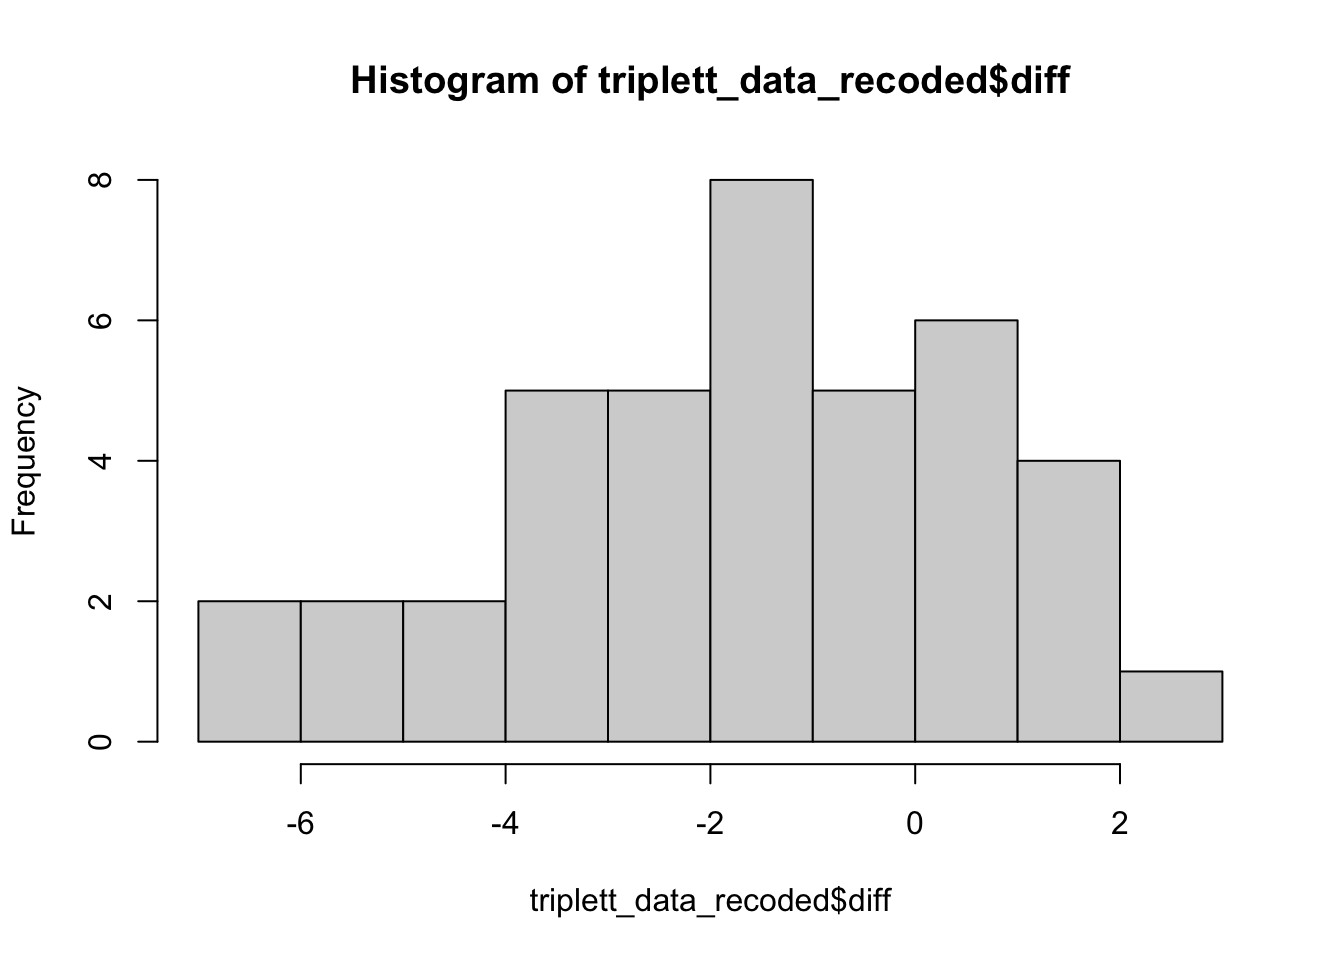 Histogram of triplett_data_recoded$diff
8
6
4
2
0
Frequency
-6 -4 -2 0 2
triplett_data_recoded$diff